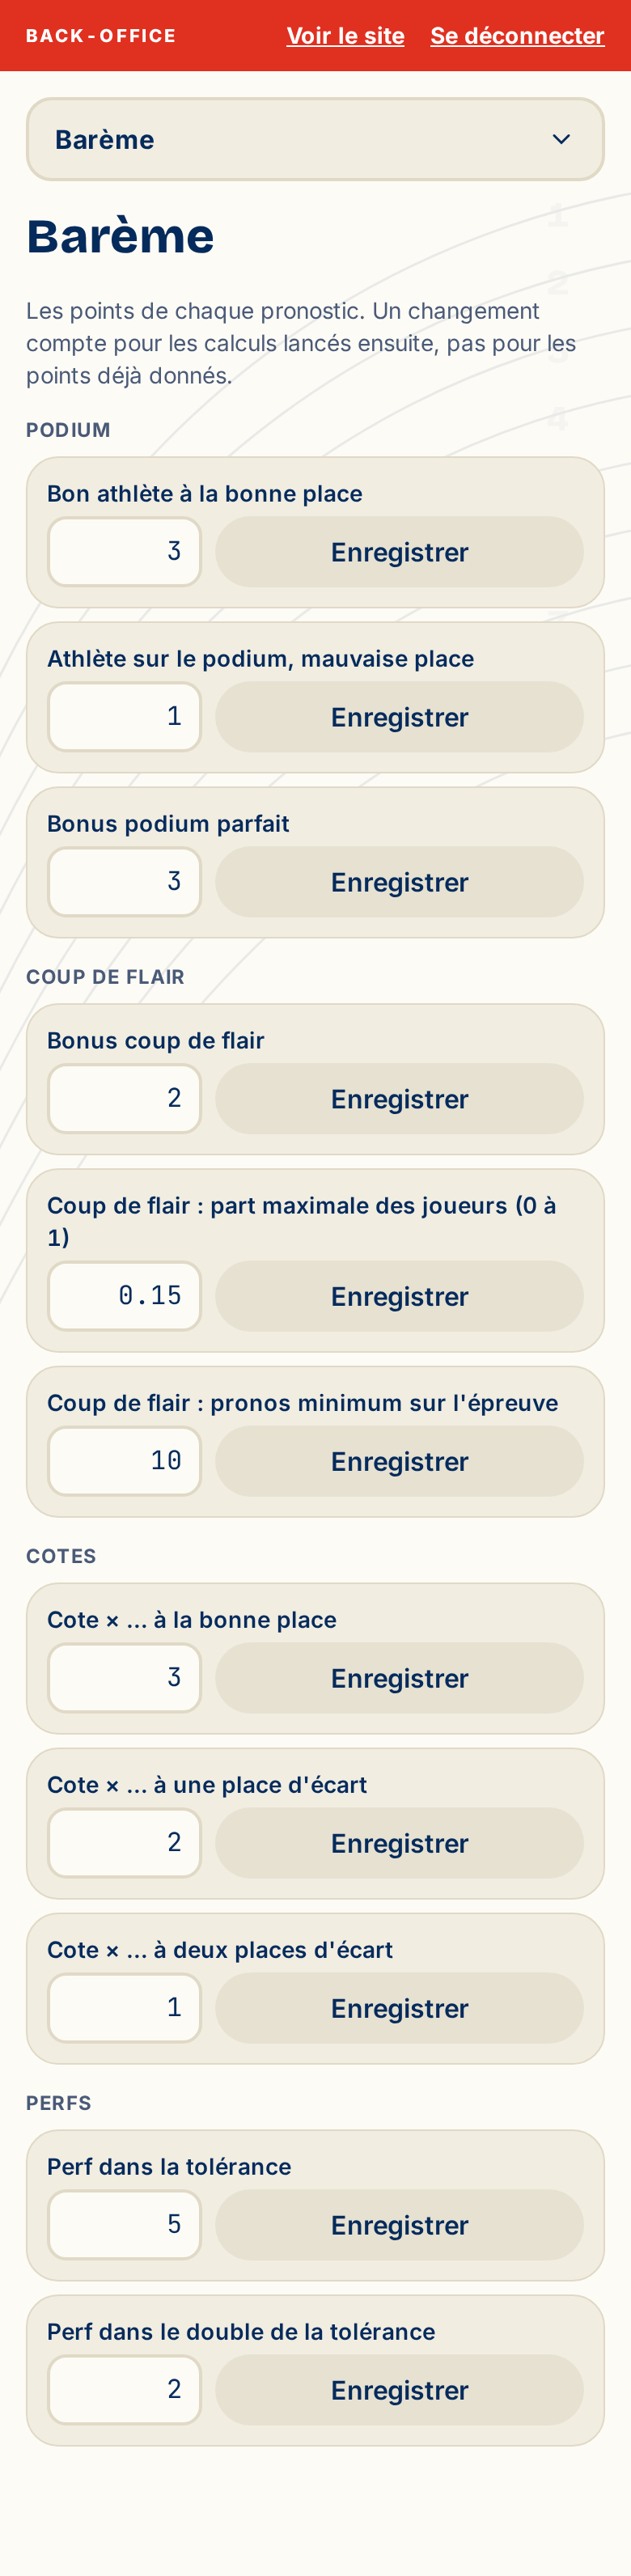 BACK-OFFICE
Voir le site
Se déconnecter
Barème
Barème
1
2
Les points de chaque pronostic. Un changement
compte pour les calculs lancés ensuite, pas pour les
points déjà donnés.
4
PODIUM
Bon athlète à la bonne place
3
Enregistrer
Athlète sur le podium, mauvaise place
1
Enregistrer
Bonus podium parfait
3
Enregistrer
COUP DE FLAIR
Bonus coup de flair
2
Enregistrer
Coup de flair : part maximale des joueurs (0 à
1)
0.15
Enregistrer
Coup de flair : pronos minimum sur l'épreuve
10
Enregistrer
COTES
Cote × ... à la bonne place
3
Enregistrer
Cote × ... à une place d'écart
2
Enregistrer
Cote × ... à deux places d'écart
1
Enregistrer
PERFS
Perf dans la tolérance
5
Enregistrer
Perf dans le double de la tolérance
2
Enregistrer